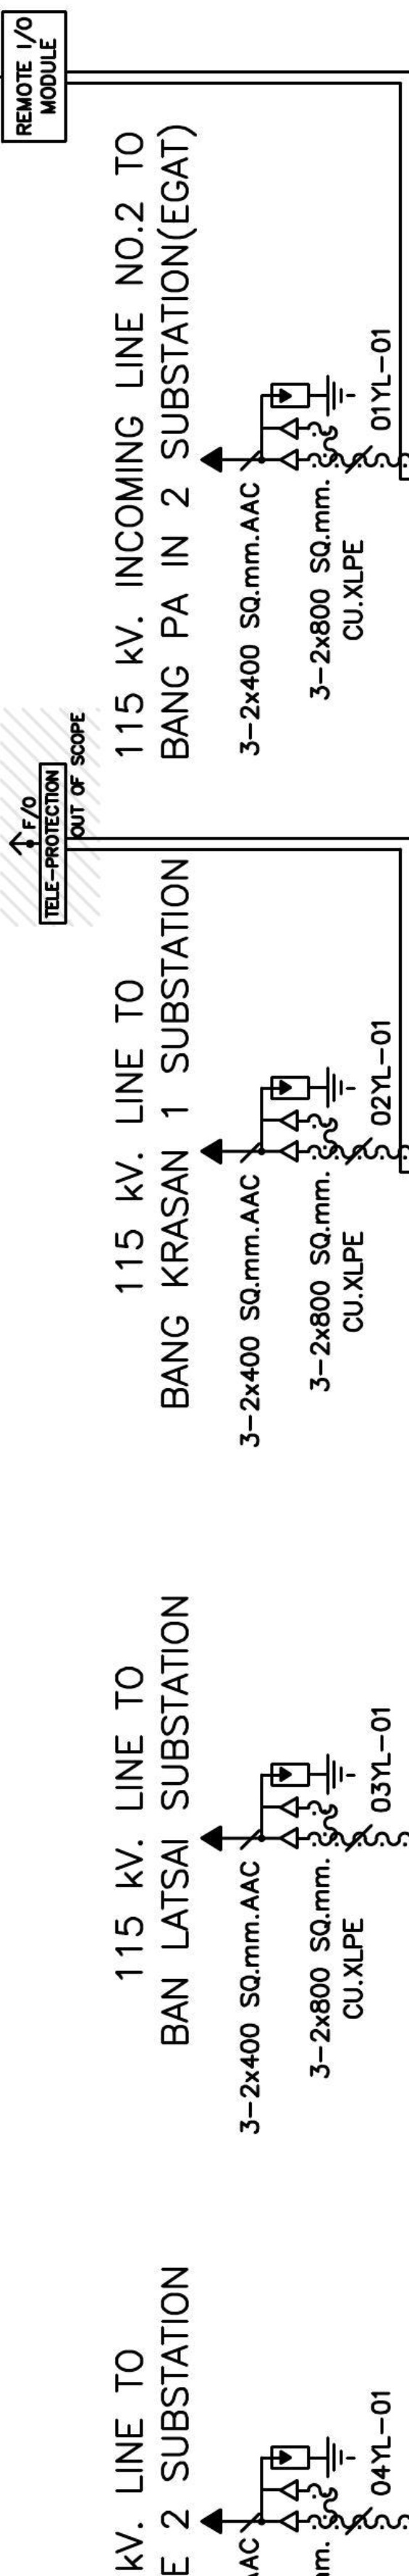 REMOTE I/O
MODULE
115 kV. INCOMING LINE NO.2 TO
BANG PA IN 2 SUBSTATION(EGAT)
3-2x400 SQ.mm.AAC
3-2x800 SQ.mm.
CU.XLPE
01YL-01
F/O
TELE-PROTECTION
OUT OF SCOPE
115 kV. LINE TO
BANG KRASAN 1 SUBSTATION
3-2x400 SQ.mm.AAC
3-2x800 SQ.mm.
CU.XLPE
02YL-01
115 kV. LINE TO
BAN LATSAI SUBSTATION
3-2x400 SQ.mm.AAC
3-2x800 SQ.mm.
CU.XLPE
03YL-01
kV. LINE TO
E 2 SUBSTATION
AAC
mm.
04YL-01